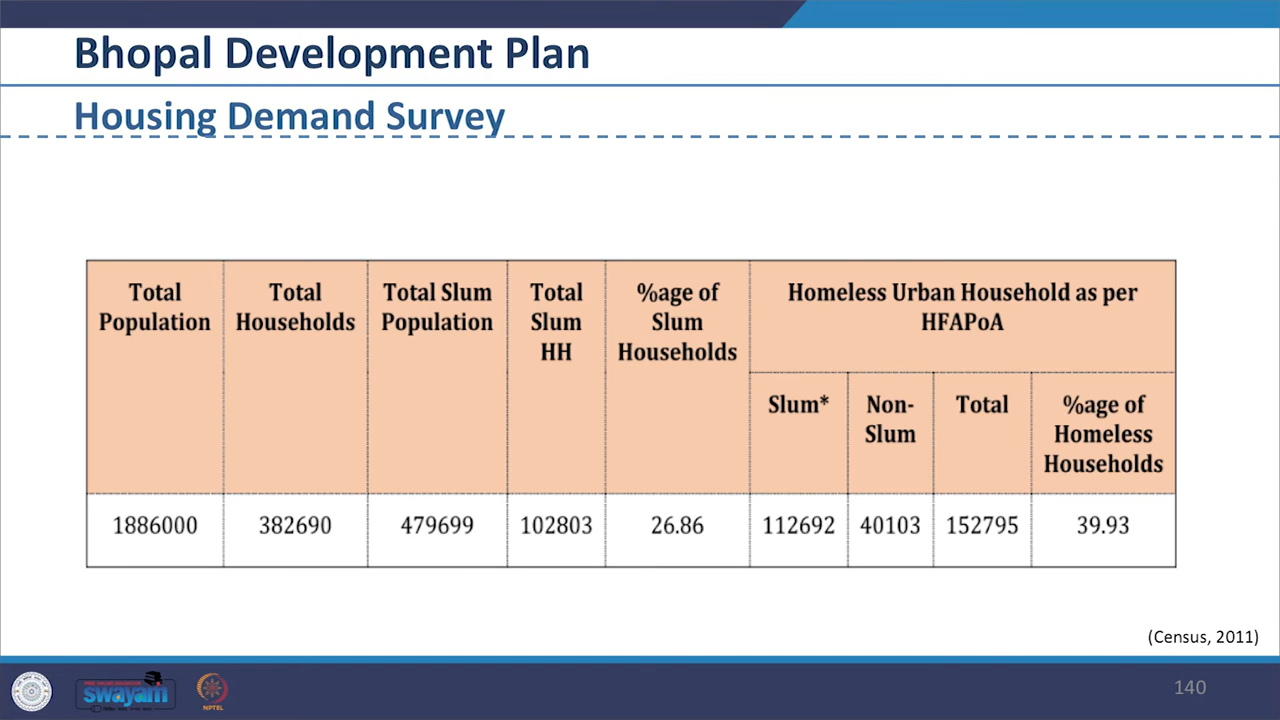 Bhopal Development Plan
Housing Demand Survey
Total Population
Total Households
Total Slum Population
Total Slum HH
%age of Slum Households
Homeless Urban Household as per HFAPoA
Slum*
Non-Slum
Total
%age of Homeless Households
1886000 382690 479699 102803 26.86 112692 40103 152795 39.93
(Census, 2011)
swayam
NPTEL
140